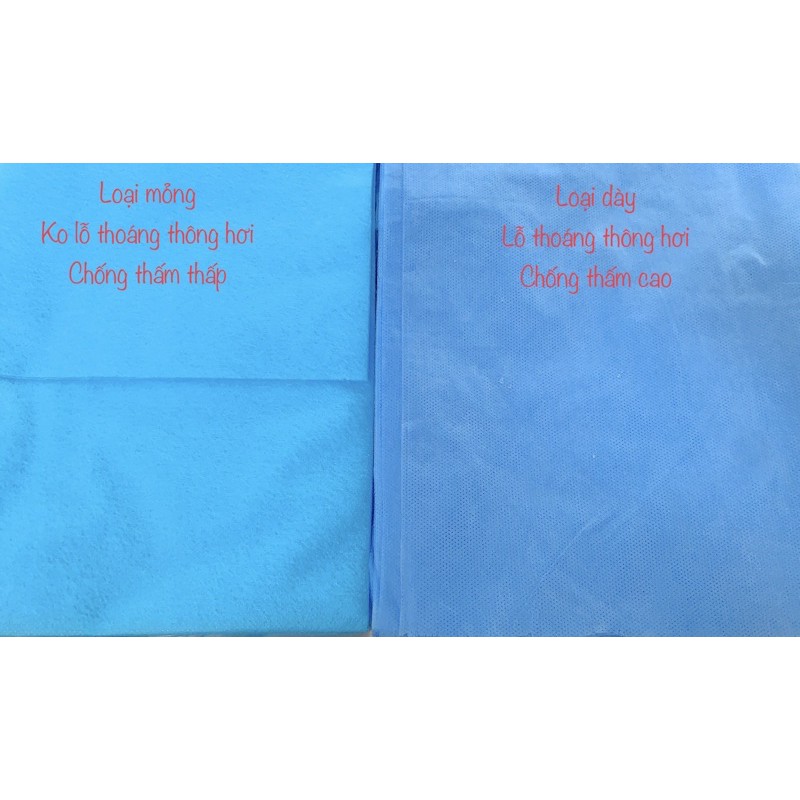 Loại mỏng
Ko lỗ thoáng thông hơi
Chống thấm thấp
Loại dày
Lỗ thoáng thông hơi
Chống thấm cao